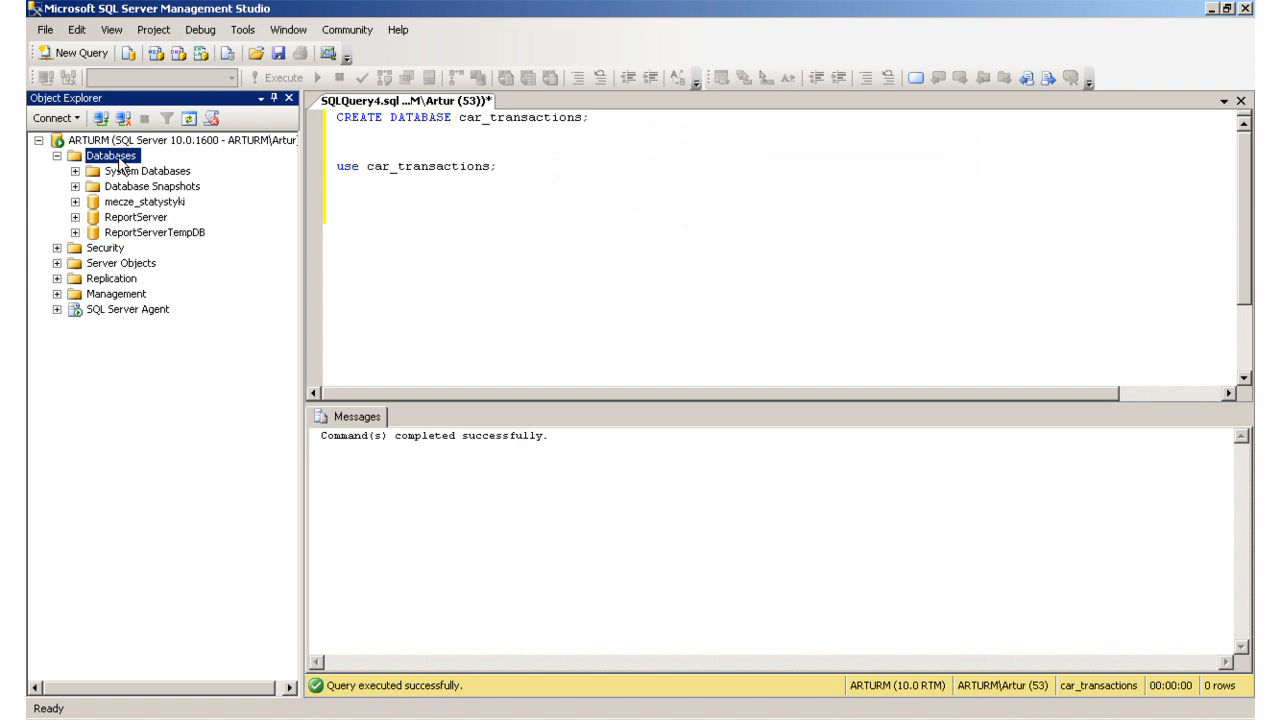 Microsoft SQL Server Management Studio
File Edit View Project Debug Tools Window Community Help
New Query
Execute
Object Explorer
SQLQuery4.sql ...M\Artur (53))*
Connect
ARTURM (SQL Server 10.0.1600 - ARTURM\Artur)
Databases
System Databases
Database Snapshots
mecze_statystyki
ReportServer
ReportServerTempDB
Security
Server Objects
Replication
Management
SQL Server Agent
CREATE DATABASE car_transactions;
use car_transactions;
Messages
Command(s) completed successfully.
Query executed successfully.
ARTURM (10.0 RTM) ARTURM\Artur (53) car_transactions 00:00:00 0 rows
Ready